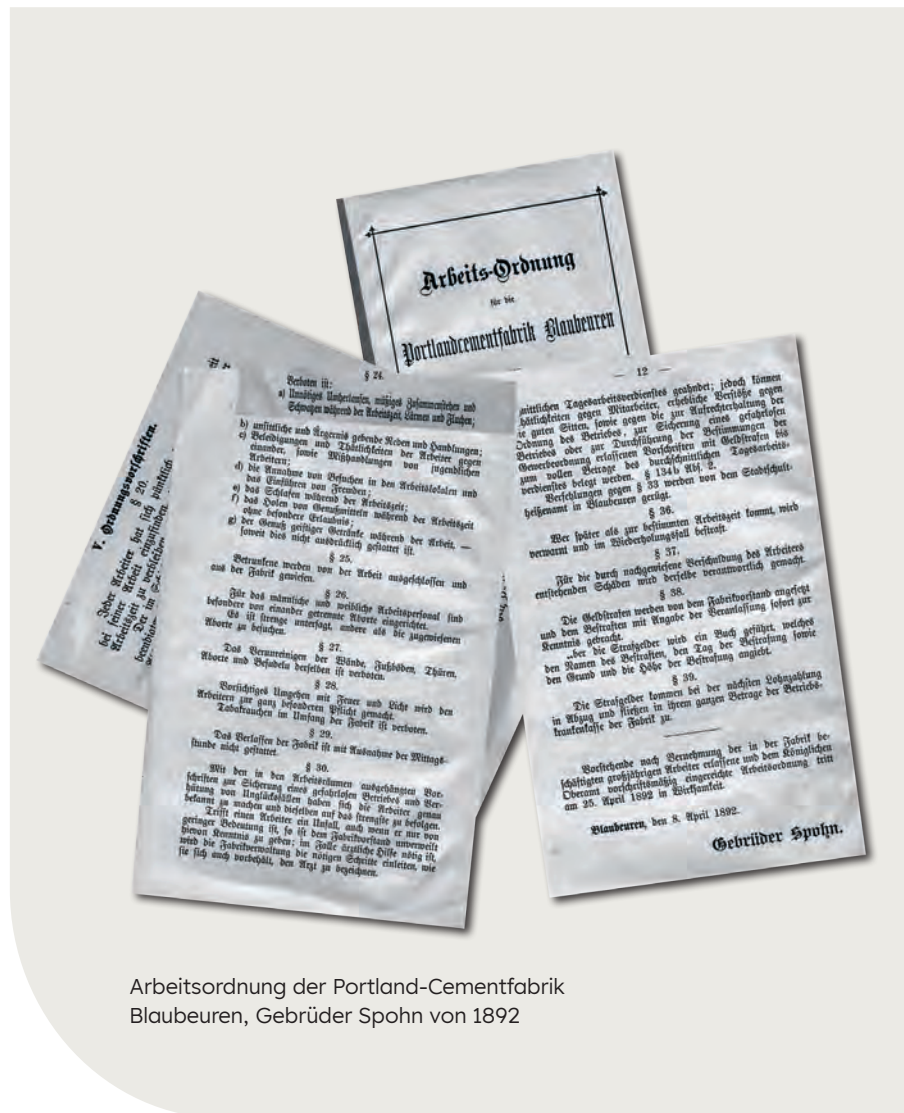 Arbeits-Ordnung
für die
Portlandcementfabrik Blaubeuren
V. Ordnungsvorschriften.
§ 20.
Jeder Arbeiter hat sich pünktlich
bei seiner Arbeit einzufinden
Arbeitszeit zu verbleiben
Der im
§ 24.
Verboten ist:
a) Unnötiges Umherlaufen, müßiges Zusammenstehen und
Schwatzen während der Arbeitszeit, Lärmen und Fluchen;
b) unsittliche und Ärgernis gebende Reden und Handlungen;
c) Beleidigungen und Thätlichkeiten der Arbeiter gegen
einander, sowie Mißhandlungen von jugendlichen
Arbeitern;
d) die Annahme von Besuchen in den Arbeitslokalen und
das Einführen von Fremden;
e) das Schlafen während der Arbeitszeit;
f) das Holen von Genußmitteln während der Arbeitszeit
ohne besondere Erlaubnis;
g) der Genuß geistiger Getränke während der Arbeit, —
soweit dies nicht ausdrücklich gestattet ist.
§ 25.
Betrunkene werden von der Arbeit ausgeschlossen und
aus der Fabrik gewiesen.
§ 26.
Für das männliche und weibliche Arbeitspersonal sind
besondere von einander getrennte Aborte eingerichtet.
Es ist strenge untersagt, andere als die zugewiesenen
Aborte zu besuchen.
§ 27.
Das Verunreinigen der Wände, Fußböden, Thüren,
Aborte und Besudeln derselben ist verboten.
§ 28.
Vorsichtiges Umgehen mit Feuer und Licht wird den
Arbeitern zur ganz besonderen Pflicht gemacht.
Tabakrauchen im Umfang der Fabrik ist verboten.
§ 29.
Das Verlassen der Fabrik ist mit Ausnahme der Mittags-
stunde nicht gestattet.
§ 30.
Mit den in den Arbeitsräumen ausgehängten Vor-
schriften zur Sicherung eines gefahrlosen Betriebes und Ver-
hütung von Unglücksfällen haben sich die Arbeiter genau
bekannt zu machen und dieselben auf das strengste zu befolgen.
Trifft einen Arbeiter ein Unfall, auch wenn er nur von
geringer Bedeutung ist, so ist dem Fabrikvorstand unverweilt
hievon Kenntnis zu geben; im Falle ärztliche Hilfe nötig ist,
wird die Fabrikverwaltung die nötigen Schritte einleiten, wie
sie sich auch vorbehält, den Arzt zu bezeichnen.
— 12 —
nittlichen Tagesarbeitsverdienstes geahndet; jedoch können
hätlichkeiten gegen Mitarbeiter, erhebliche Verstöße gegen
ie guten Sitten, sowie gegen die zur Aufrechterhaltung der
Ordnung des Betriebes, zur Sicherung eines gefahrlosen
Betriebes oder zur Durchführung der Bestimmungen der
Gewerbeordnung erlassenen Vorschriften mit Geldstrafen bis
zum vollen Betrage des durchschnittlichen Tagesarbeits-
verdienstes belegt werden. § 134b Abs. 2.
Verfehlungen gegen § 33 werden von dem Stadtschult-
heißenamt in Blaubeuren gerügt.
§ 36.
Wer später als zur bestimmten Arbeitszeit kommt, wird
verwarnt und im Wiederholungsfall bestraft.
§ 37.
Für die durch nachgewiesene Verschuldung des Arbeiters
entstehenden Schäden wird derselbe verantwortlich gemacht.
§ 38.
Die Geldstrafen werden von dem Fabrikvorstand angesetzt
und dem Bestraften mit Angabe der Veranlassung sofort zur
Kenntnis gebracht.
ber die Strafgelder wird ein Buch geführt, welches
den Namen des Bestraften, den Tag der Bestrafung sowie
den Grund und die Höhe der Bestrafung angiebt.
§ 39.
Die Strafgelder kommen bei der nächsten Lohnzahlung
in Abzug und fließen in ihrem ganzen Betrage der Betriebs-
krankenkasse der Fabrik zu.
Vorstehende nach Vernehmung der in der Fabrik be-
schäftigten großjährigen Arbeiter erlassene und dem Königlichen
Oberamt vorschriftsmäßig eingereichte Arbeitsordnung tritt
am 25. April 1892 in Wirksamkeit.
Blaubeuren, den 8. April 1892.
Gebrüder Spohn.
Arbeitsordnung der Portland-Cementfabrik
Blaubeuren, Gebrüder Spohn von 1892